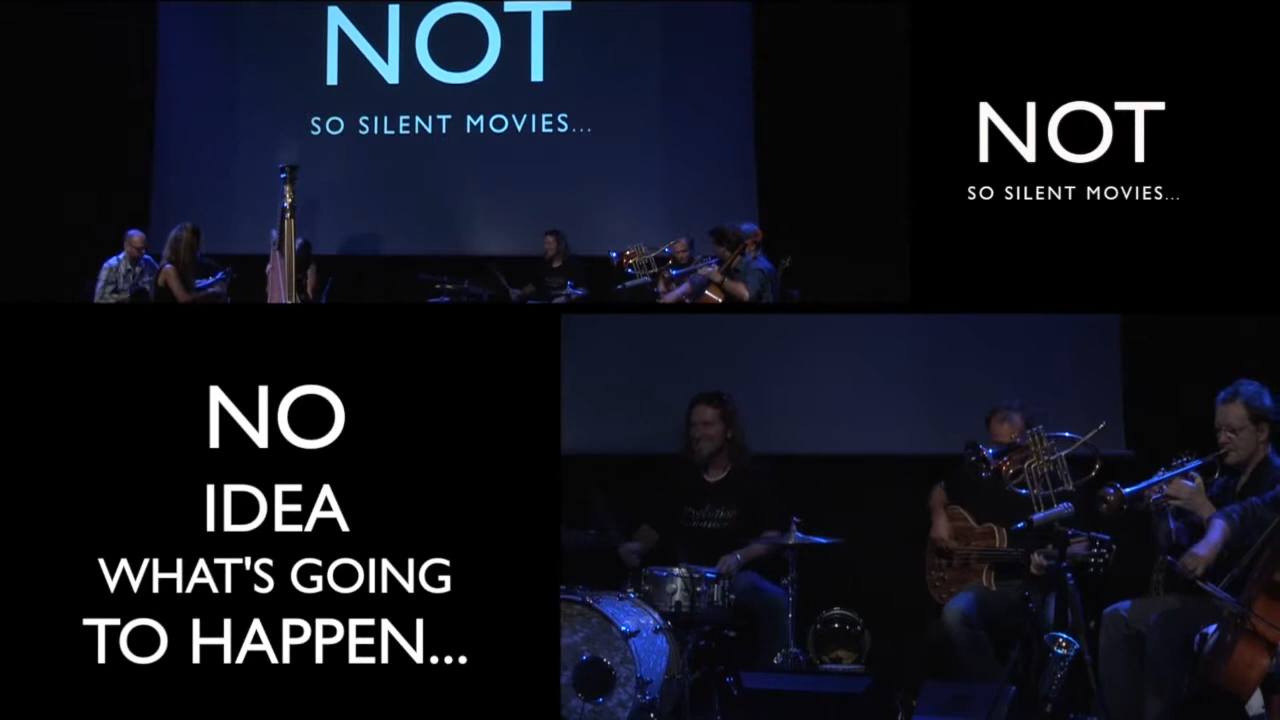 NOT
SO SILENT MOVIES...
NOT
SO SILENT MOVIES...
NO
IDEA
WHAT'S GOING
TO HAPPEN...